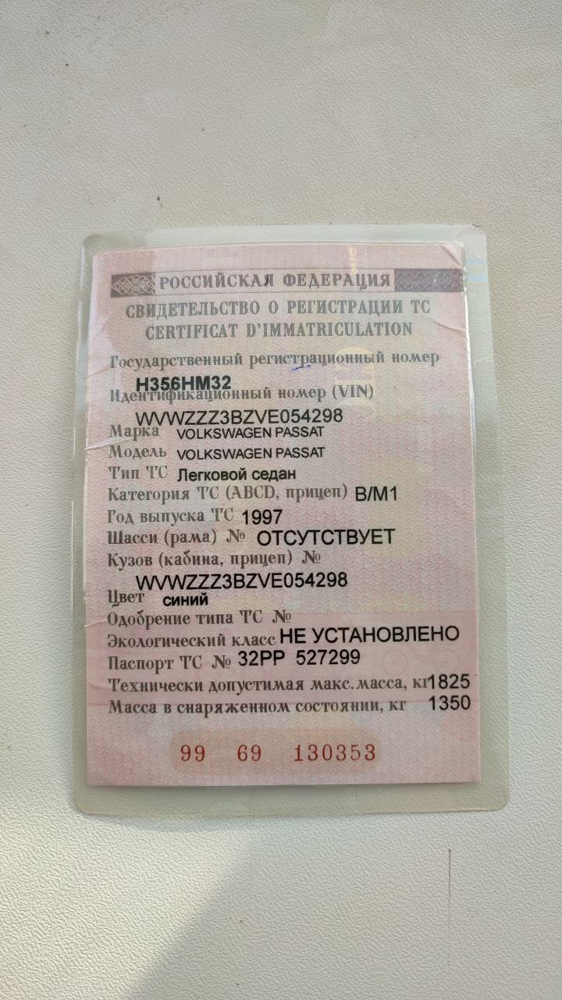 РОССИЙСКАЯ ФЕДЕРАЦИЯ
СВИДЕТЕЛЬСТВО О РЕГИСТРАЦИИ ТС
CERTIFICAT D'IMMATRICULATION
Государственный регистрационный номер
Н356НМ32
Идентификационный номер (VIN)
WVWZZZ3BZVE054298
Марка VOLKSWAGEN PASSAT
Модель VOLKSWAGEN PASSAT
Тип ТС Легковой седан
Категория ТС (ABCD, прицеп) B/M1
Год выпуска ТС 1997
Шасси (рама) № ОТСУТСТВУЕТ
Кузов (кабина, прицеп) №
WVWZZZ3BZVE054298
Цвет синий
Одобрение типа ТС №
Экологический класс НЕ УСТАНОВЛЕНО
Паспорт ТС № 32РР 527299
Технически допустимая макс. масса, кг 1825
Масса в снаряженном состоянии, кг 1350
99 69 130353